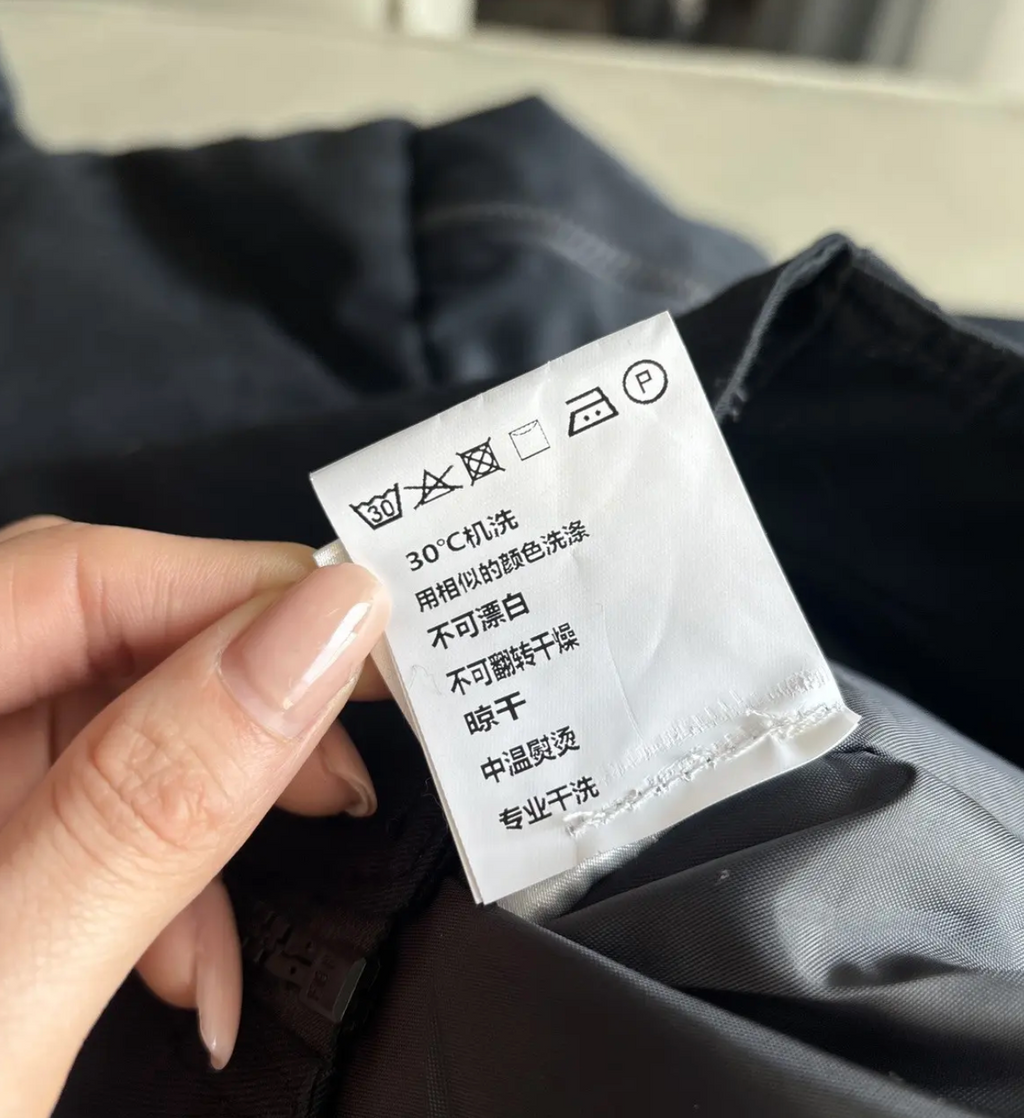 30 P
30°C机洗
用相似的颜色洗涤
不可漂白
不可翻转干燥
晾干
中温熨烫
专业干洗